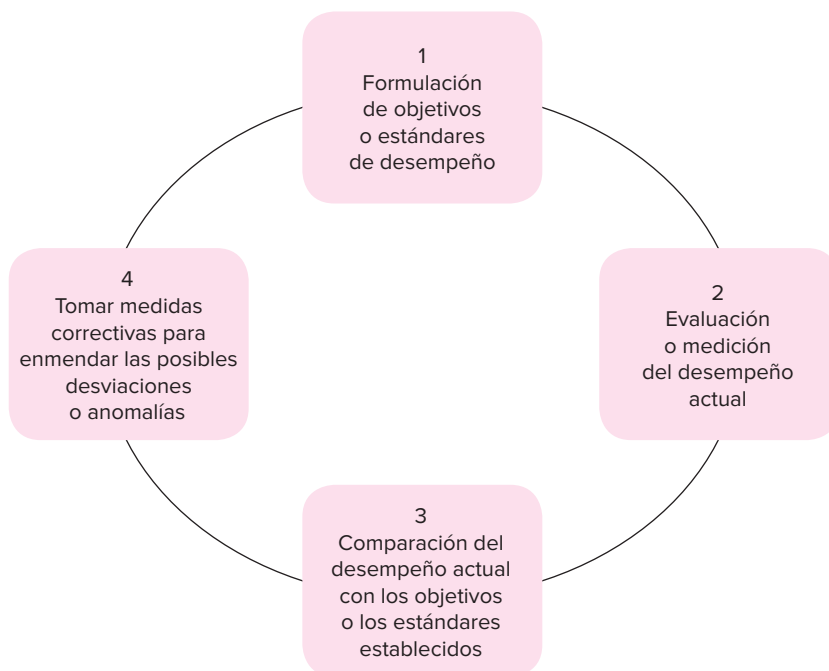 1
Formulación
de objetivos
o estándares
de desempeño
2
Evaluación
o medición
del desempeño
actual
3
Comparación del
desempeño actual
con los objetivos
o los estándares
establecidos
4
Tomar medidas
correctivas para
enmendar las posibles
desviaciones
o anomalías